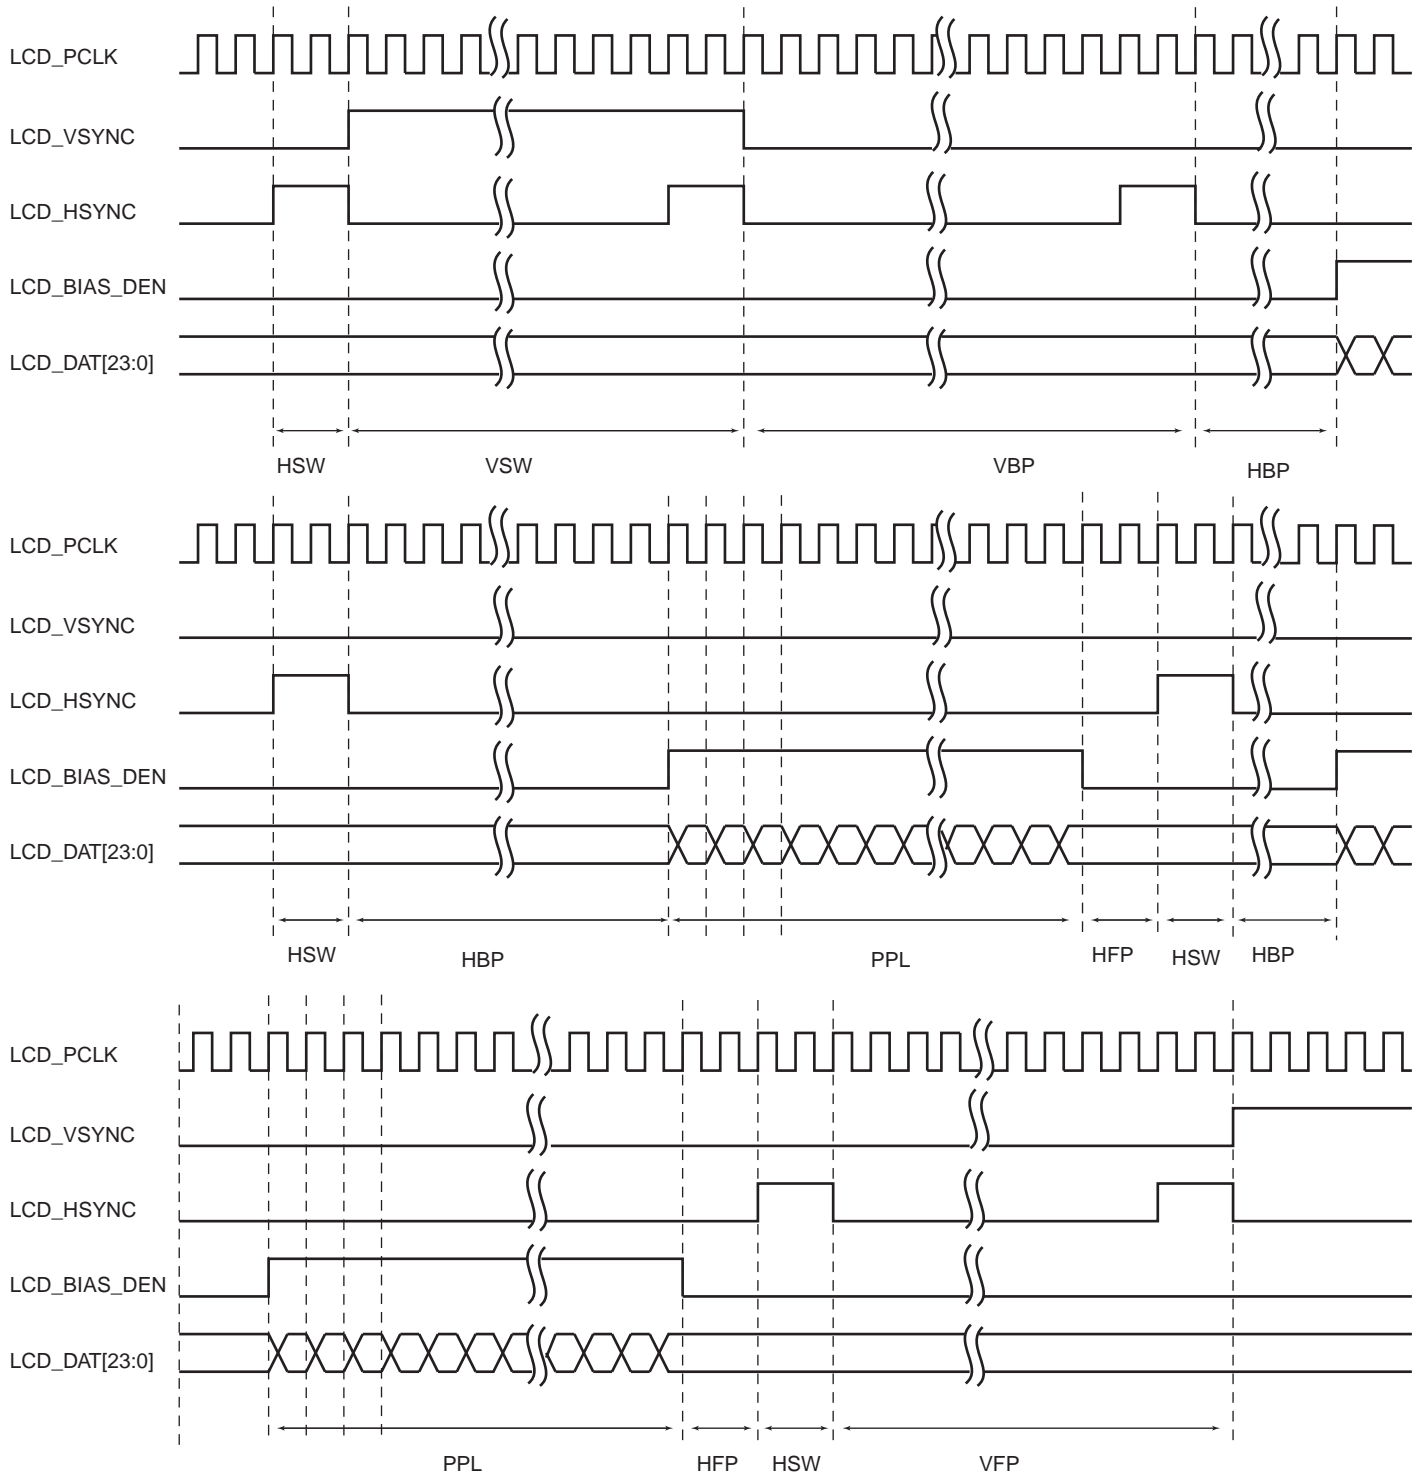 LCD_PCLK
LCD_VSYNC
LCD_HSYNC
LCD_BIAS_DEN
LCD_DAT[23:0]
HSW VSW VBP HBP
LCD_PCLK
LCD_VSYNC
LCD_HSYNC
LCD_BIAS_DEN
LCD_DAT[23:0]
HSW HBP PPL HFP HSW HBP
LCD_PCLK
LCD_VSYNC
LCD_HSYNC
LCD_BIAS_DEN
LCD_DAT[23:0]
PPL HFP HSW VFP